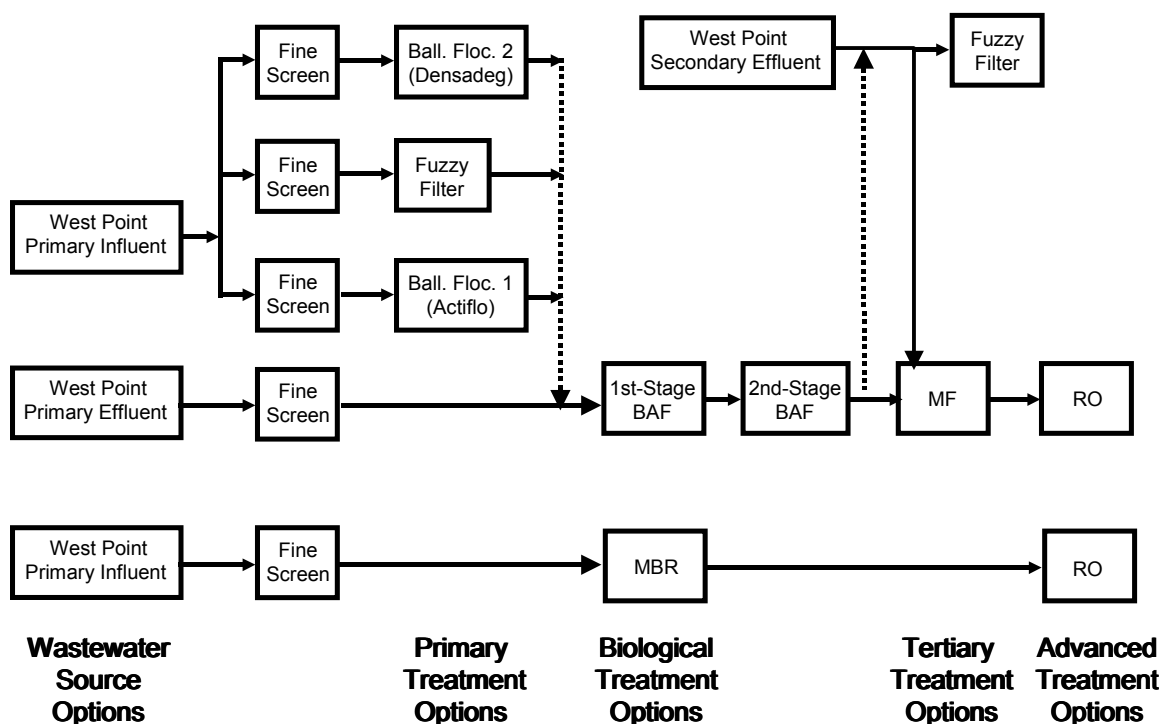 Fine
Screen
Ball. Floc. 2
(Densadeg)
West Point
Secondary Effluent
Fuzzy
Filter
Fine
Screen
Fuzzy
Filter
West Point
Primary Influent
Fine
Screen
Ball. Floc. 1
(Actiflo)
West Point
Primary Effluent
Fine
Screen
1st-Stage
BAF
2nd-Stage
BAF
MF
RO
West Point
Primary Influent
Fine
Screen
MBR
RO
Wastewater
Source
Options
Primary
Treatment
Options
Biological
Treatment
Options
Tertiary
Treatment
Options
Advanced
Treatment
Options